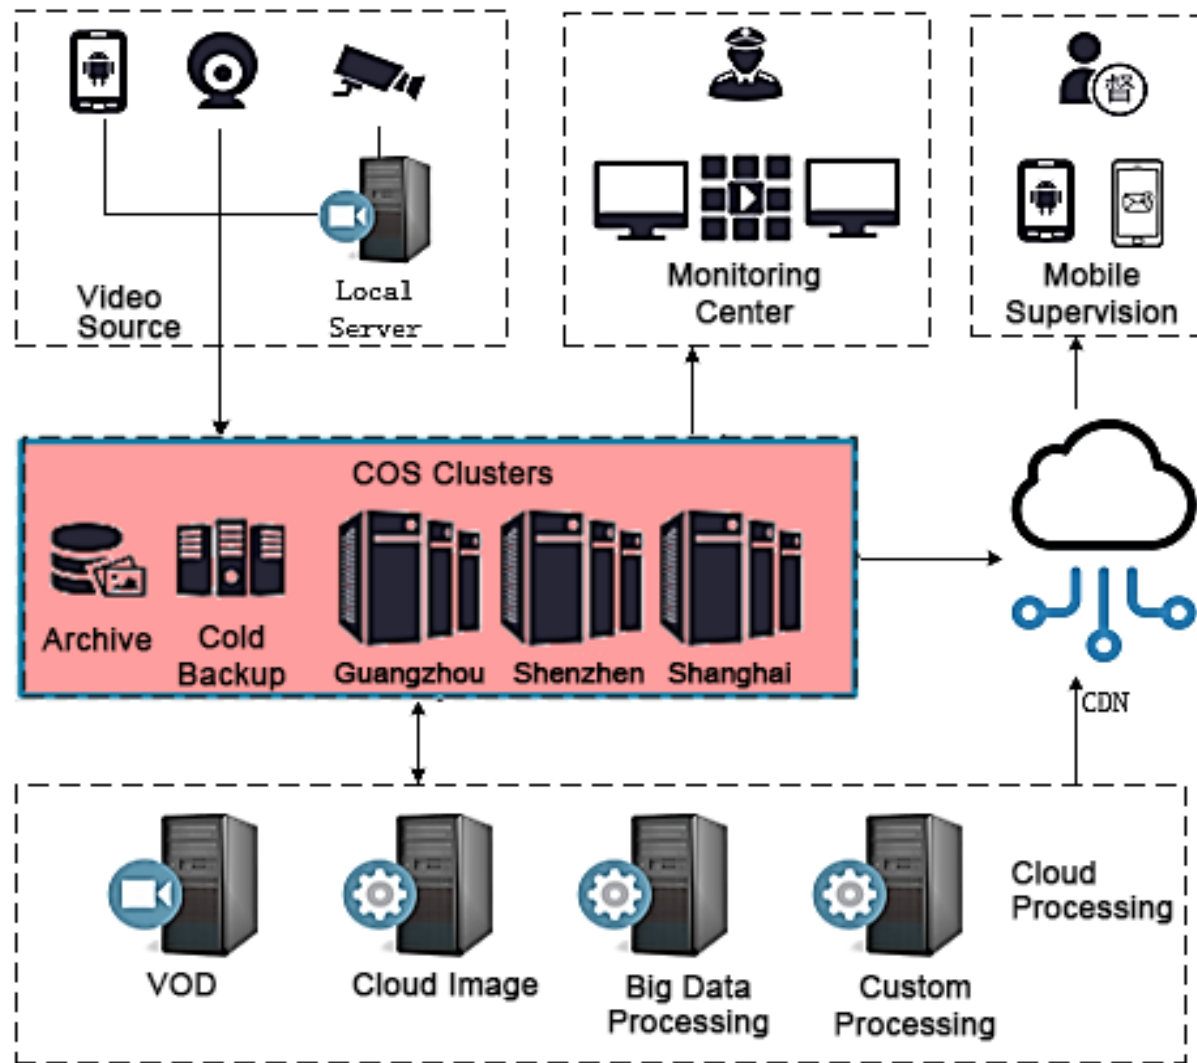 督
Video
Source
Local
Server
Monitoring
Center
Mobile
Supervision
COS Clusters
Archive
Cold
Backup
Guangzhou
Shenzhen
Shanghai
CDN
VOD
Cloud Image
Big Data
Processing
Custom
Processing
Cloud
Processing